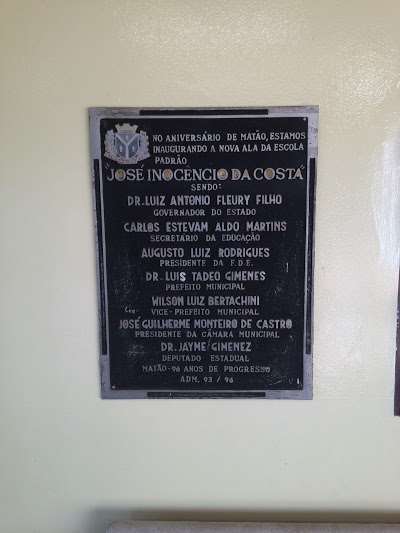 NO ANIVERSÁRIO DE MATÃO, ESTAMOS
INAUGURANDO A NOVA ALA DA ESCOLA
PADRÃO
"JOSÉ INOCENCIO DA COSTA"
SENDO:
DR. LUIZ ANTONIO FLEURY FILHO
GOVERNADOR DO ESTADO
CARLOS ESTEVAM ALDO MARTINS
SECRETÁRIO DA EDUCAÇÃO
AUGUSTO LUIZ RODRIGUES
PRESIDENTE DA F.D.E.
DR. LUIS TADEO GIMENES
PREFEITO MUNICIPAL
WILSON LUIZ BERTACHINI
VICE-PREFEITO MUNICIPAL
JOSÉ GUILHERME MONTEIRO DE CASTRO
PRESIDENTE DA CÂMARA MUNICIPAL
DR. JAYME GIMENEZ
DEPUTADO ESTADUAL
MATÃO-96 ANOS DE PROGRESSO
ADM. 93 / 96